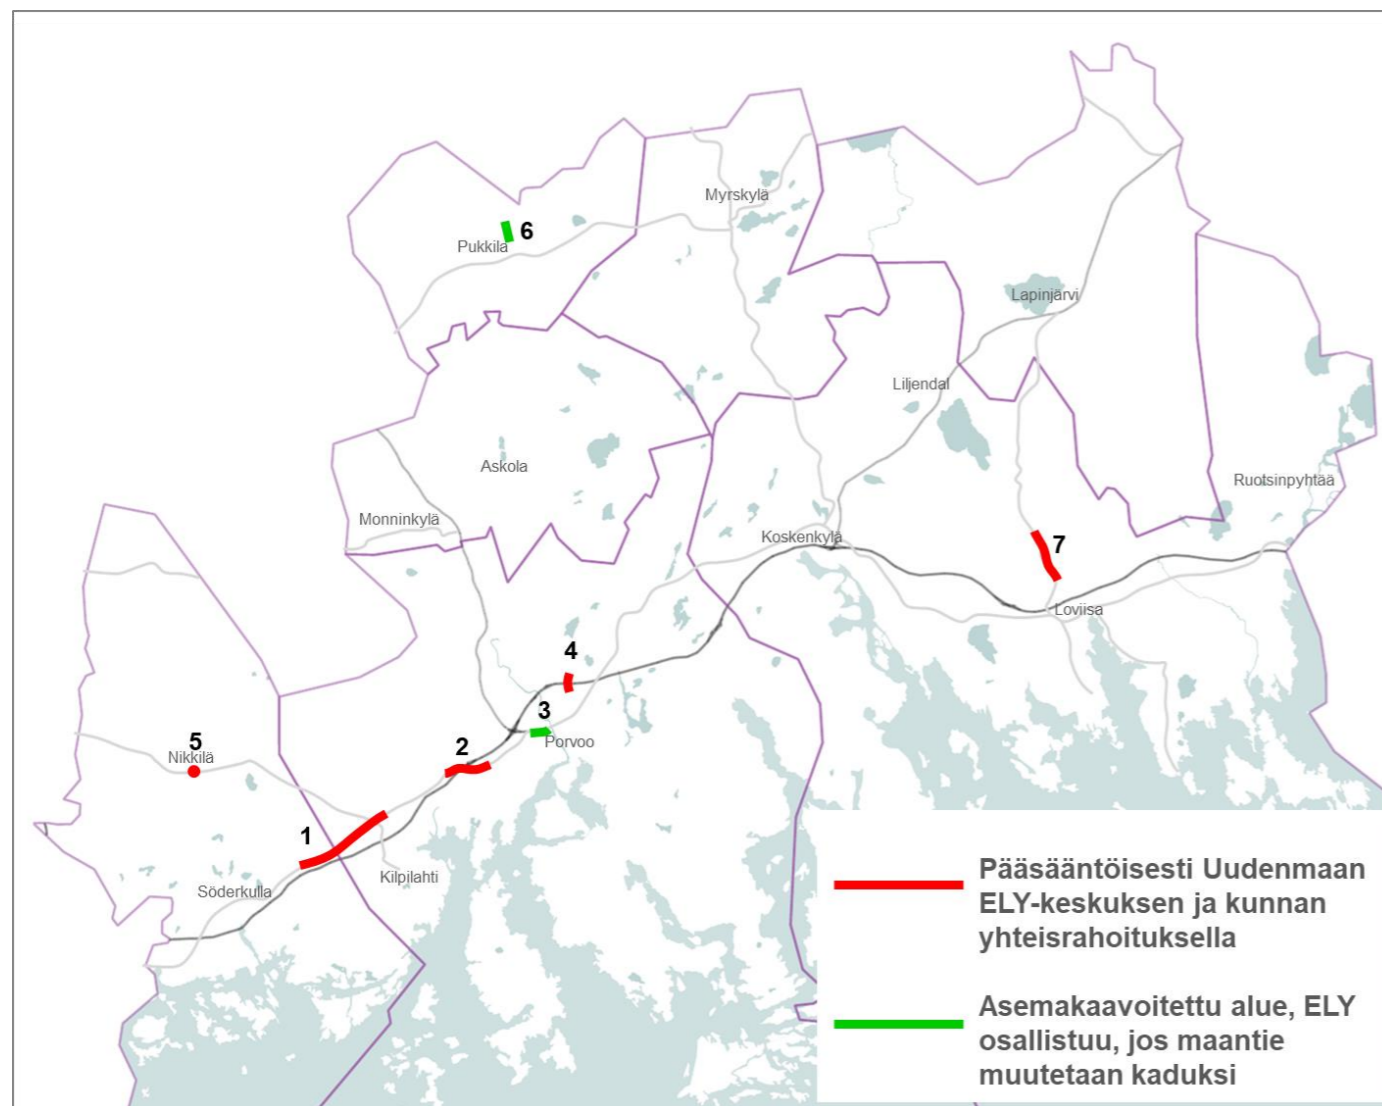 Myrskylä
6
Pukkila
Lapinjärvi
Liljendal
Askola
Ruotsinpyhtää
Monninkylä
Koskenkylä
7
Loviisa
4
3
Porvoo
5
Nikkilä
2
1
Kilpilahti
Söderkulla
Pääsääntöisesti Uudenmaan
ELY-keskuksen ja kunnan
yhteisrahoituksella
Asemakaavoitettu alue, ELY
osallistuu, jos maantie
muutetaan kaduksi